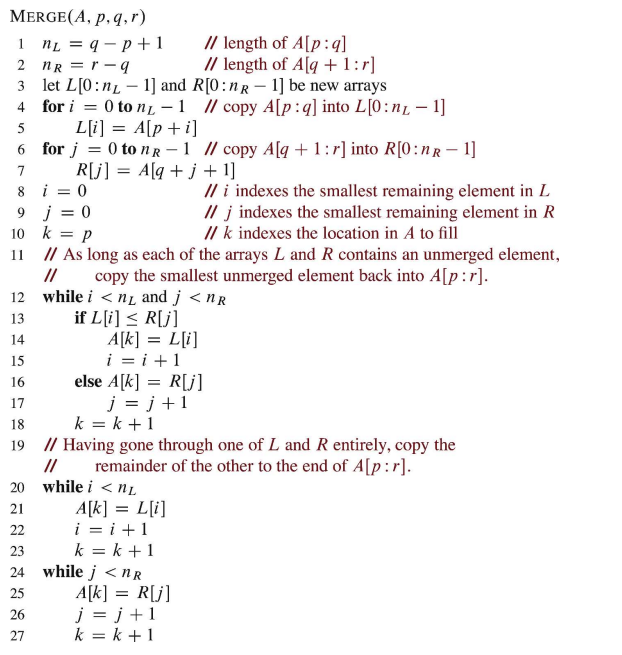 MERGE(A, p, q, r)
1 n_L = q − p + 1 // length of A[p : q]
2 n_R = r − q // length of A[q + 1 : r]
3 let L[0 : n_L − 1] and R[0 : n_R − 1] be new arrays
4 for i = 0 to n_L − 1 // copy A[p : q] into L[0 : n_L − 1]
5 L[i] = A[p + i]
6 for j = 0 to n_R − 1 // copy A[q + 1 : r] into R[0 : n_R − 1]
7 R[j] = A[q + j + 1]
8 i = 0 // i indexes the smallest remaining element in L
9 j = 0 // j indexes the smallest remaining element in R
10 k = p // k indexes the location in A to fill
11 // As long as each of the arrays L and R contains an unmerged element,
// copy the smallest unmerged element back into A[p : r].
12 while i < n_L and j < n_R
13 if L[i] ≤ R[j]
14 A[k] = L[i]
15 i = i + 1
16 else A[k] = R[j]
17 j = j + 1
18 k = k + 1
19 // Having gone through one of L and R entirely, copy the
// remainder of the other to the end of A[p : r].
20 while i < n_L
21 A[k] = L[i]
22 i = i + 1
23 k = k + 1
24 while j < n_R
25 A[k] = R[j]
26 j = j + 1
27 k = k + 1